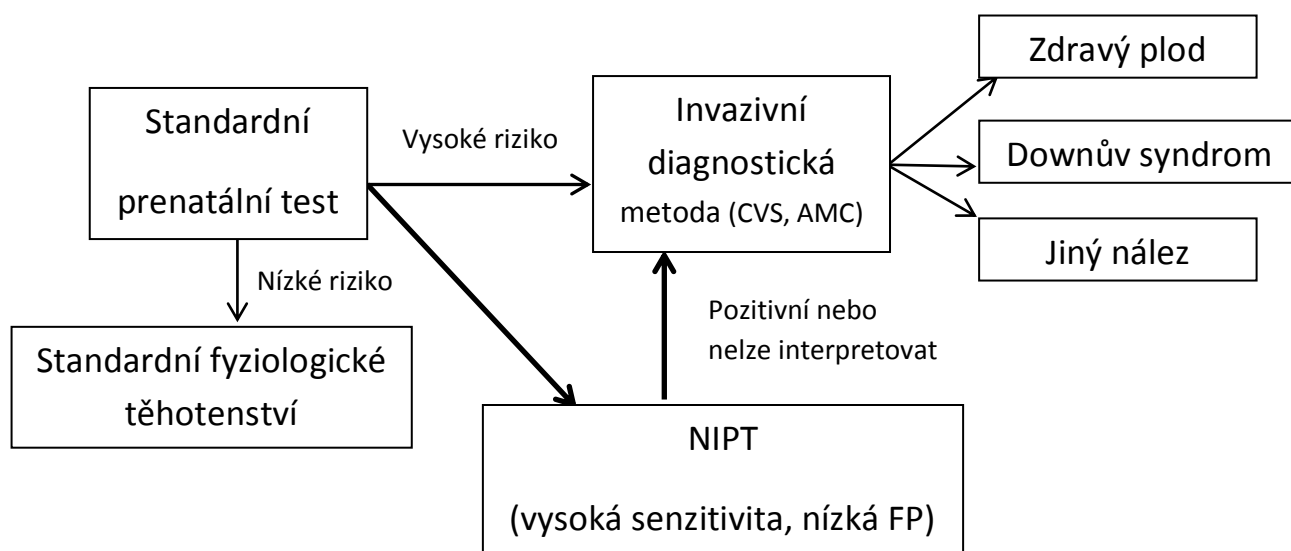 Standardní
prenatální test
Vysoké riziko
Invazivní
diagnostická
metoda (CVS, AMC)
Zdravý plod
Downův syndrom
Jiný nález
Nízké riziko
Standardní fyziologické
těhotenství
Pozitivní nebo
nelze interpretovat
NIPT
(vysoká senzitivita, nízká FP)